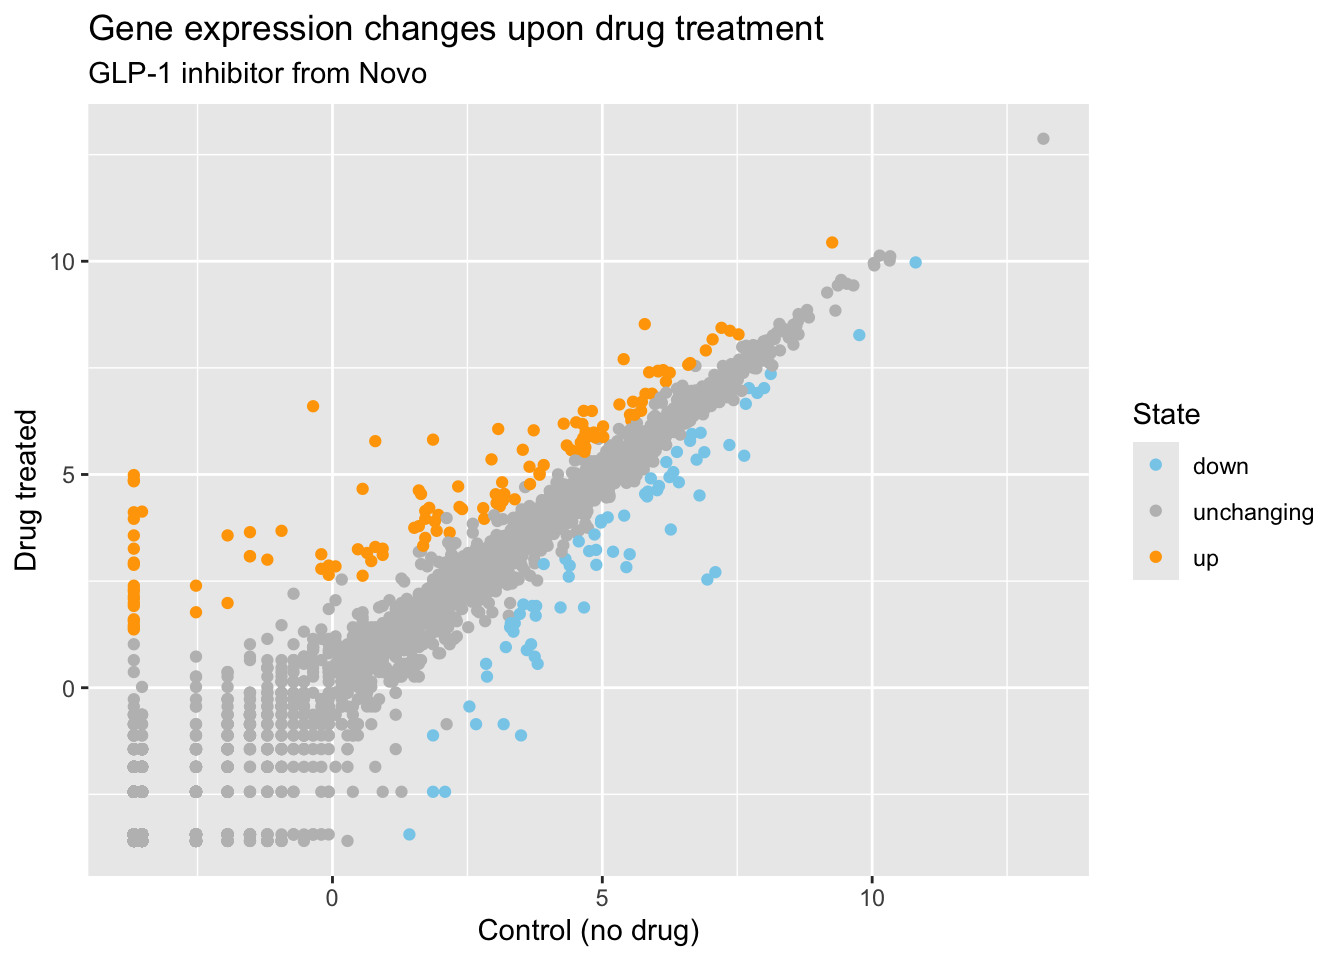 Gene expression changes upon drug treatment
GLP-1 inhibitor from Novo
10
5
0
Drug treated
0 5 10
Control (no drug)
State
down
unchanging
up